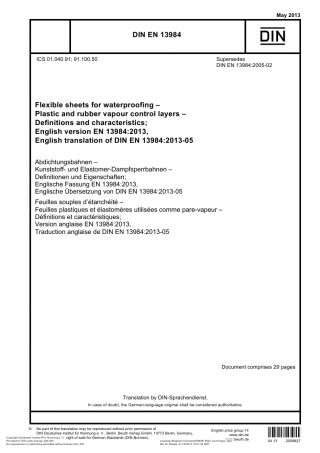 May 2013
DIN EN 13984
DIN
ICS 01.040.91; 91.100.50
Supersedes
DIN EN 13984:2005-02
Flexible sheets for waterproofing –
Plastic and rubber vapour control layers –
Definitions and characteristics;
English version EN 13984:2013,
English translation of DIN EN 13984:2013-05
Abdichtungsbahnen –
Kunststoff- und Elastomer-Dampfsperrbahnen –
Definitionen und Eigenschaften;
Englische Fassung EN 13984:2013,
Englische Übersetzung von DIN EN 13984:2013-05
Feuilles souples d'étanchéité –
Feuilles plastiques et élastomères utilisées comme pare-vapeur –
Définitions et caractéristiques;
Version anglaise EN 13984:2013,
Traduction anglaise de DIN EN 13984:2013-05
Document comprises 29 pages
Translation by DIN-Sprachendienst.
In case of doubt, the German-language original shall be considered authoritative.
© No part of this translation may be reproduced without prior permission of
DIN Deutsches Institut für Normung e. V., Berlin. Beuth Verlag GmbH, 10772 Berlin, Germany,
right of sale for German Standards (DIN-Normen).
English price group 14
www.din.de
www.beuth.de
04.13